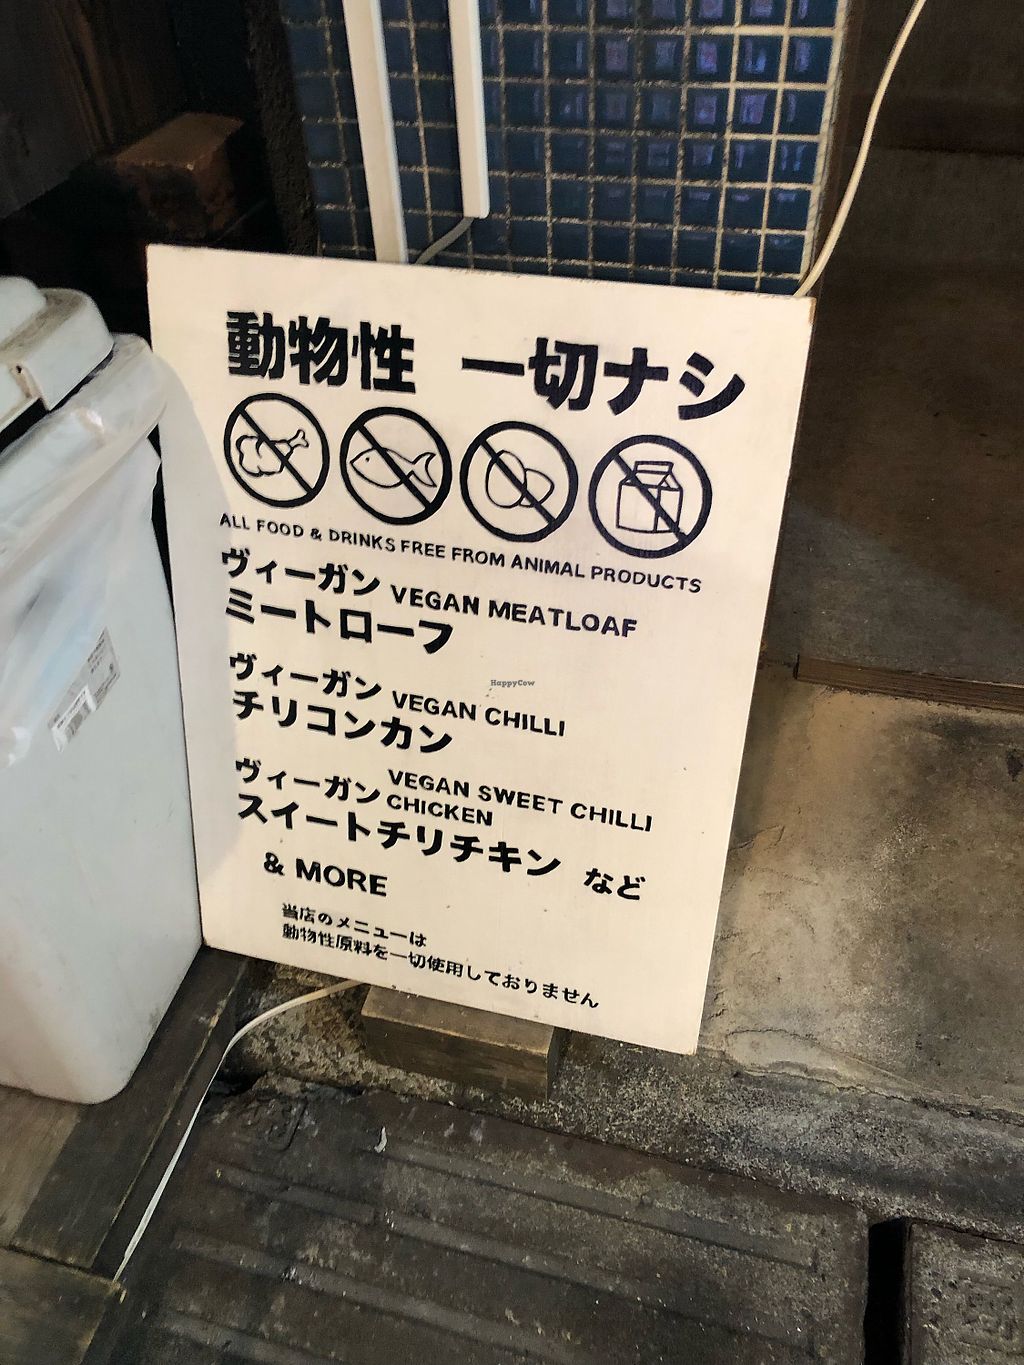 動物性 一切ナシ
ALL FOOD & DRINKS FREE FROM ANIMAL PRODUCTS
ヴィーガン VEGAN MEATLOAF
ミートローフ
ヴィーガン VEGAN CHILLI
チリコンカン
ヴィーガン VEGAN SWEET CHILLI
CHICKEN
スイートチリチキン など
& MORE
当店のメニューは
動物性原料を一切使用しておりません
HappyCow